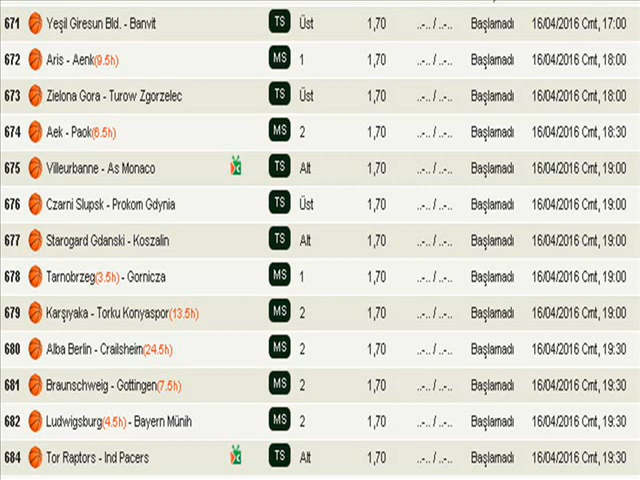 671 Yeşil Giresun Bld. - Banvit TS Üst 1,70 ..-.. / ..-.. Başlamadı 16/04/2016 Cmt, 17:00
672 Aris - Aenk(9.5h) MS 1 1,70 ..-.. / ..-.. Başlamadı 16/04/2016 Cmt, 18:00
673 Zielona Gora - Turow Zgorzelec TS Üst 1,70 ..-.. / ..-.. Başlamadı 16/04/2016 Cmt, 18:00
674 Aek - Paok(6.5h) MS 2 1,70 ..-.. / ..-.. Başlamadı 16/04/2016 Cmt, 18:30
675 Villeurbanne - As Monaco TS Alt 1,70 ..-.. / ..-.. Başlamadı 16/04/2016 Cmt, 19:00
676 Czarni Slupsk - Prokom Gdynia TS Üst 1,70 ..-.. / ..-.. Başlamadı 16/04/2016 Cmt, 19:00
677 Starogard Gdanski - Koszalin TS Alt 1,70 ..-.. / ..-.. Başlamadı 16/04/2016 Cmt, 19:00
678 Tarnobrzeg(3.5h) - Gornicza MS 1 1,70 ..-.. / ..-.. Başlamadı 16/04/2016 Cmt, 19:00
679 Karşıyaka - Torku Konyaspor(13.5h) MS 2 1,70 ..-.. / ..-.. Başlamadı 16/04/2016 Cmt, 19:00
680 Alba Berlin - Crailsheim(24.5h) MS 2 1,70 ..-.. / ..-.. Başlamadı 16/04/2016 Cmt, 19:30
681 Braunschweig - Gottingen(7.5h) MS 2 1,70 ..-.. / ..-.. Başlamadı 16/04/2016 Cmt, 19:30
682 Ludwigsburg(4.5h) - Bayern Münih MS 2 1,70 ..-.. / ..-.. Başlamadı 16/04/2016 Cmt, 19:30
684 Tor Raptors - Ind Pacers TS Alt 1,70 ..-.. / ..-.. Başlamadı 16/04/2016 Cmt, 19:30